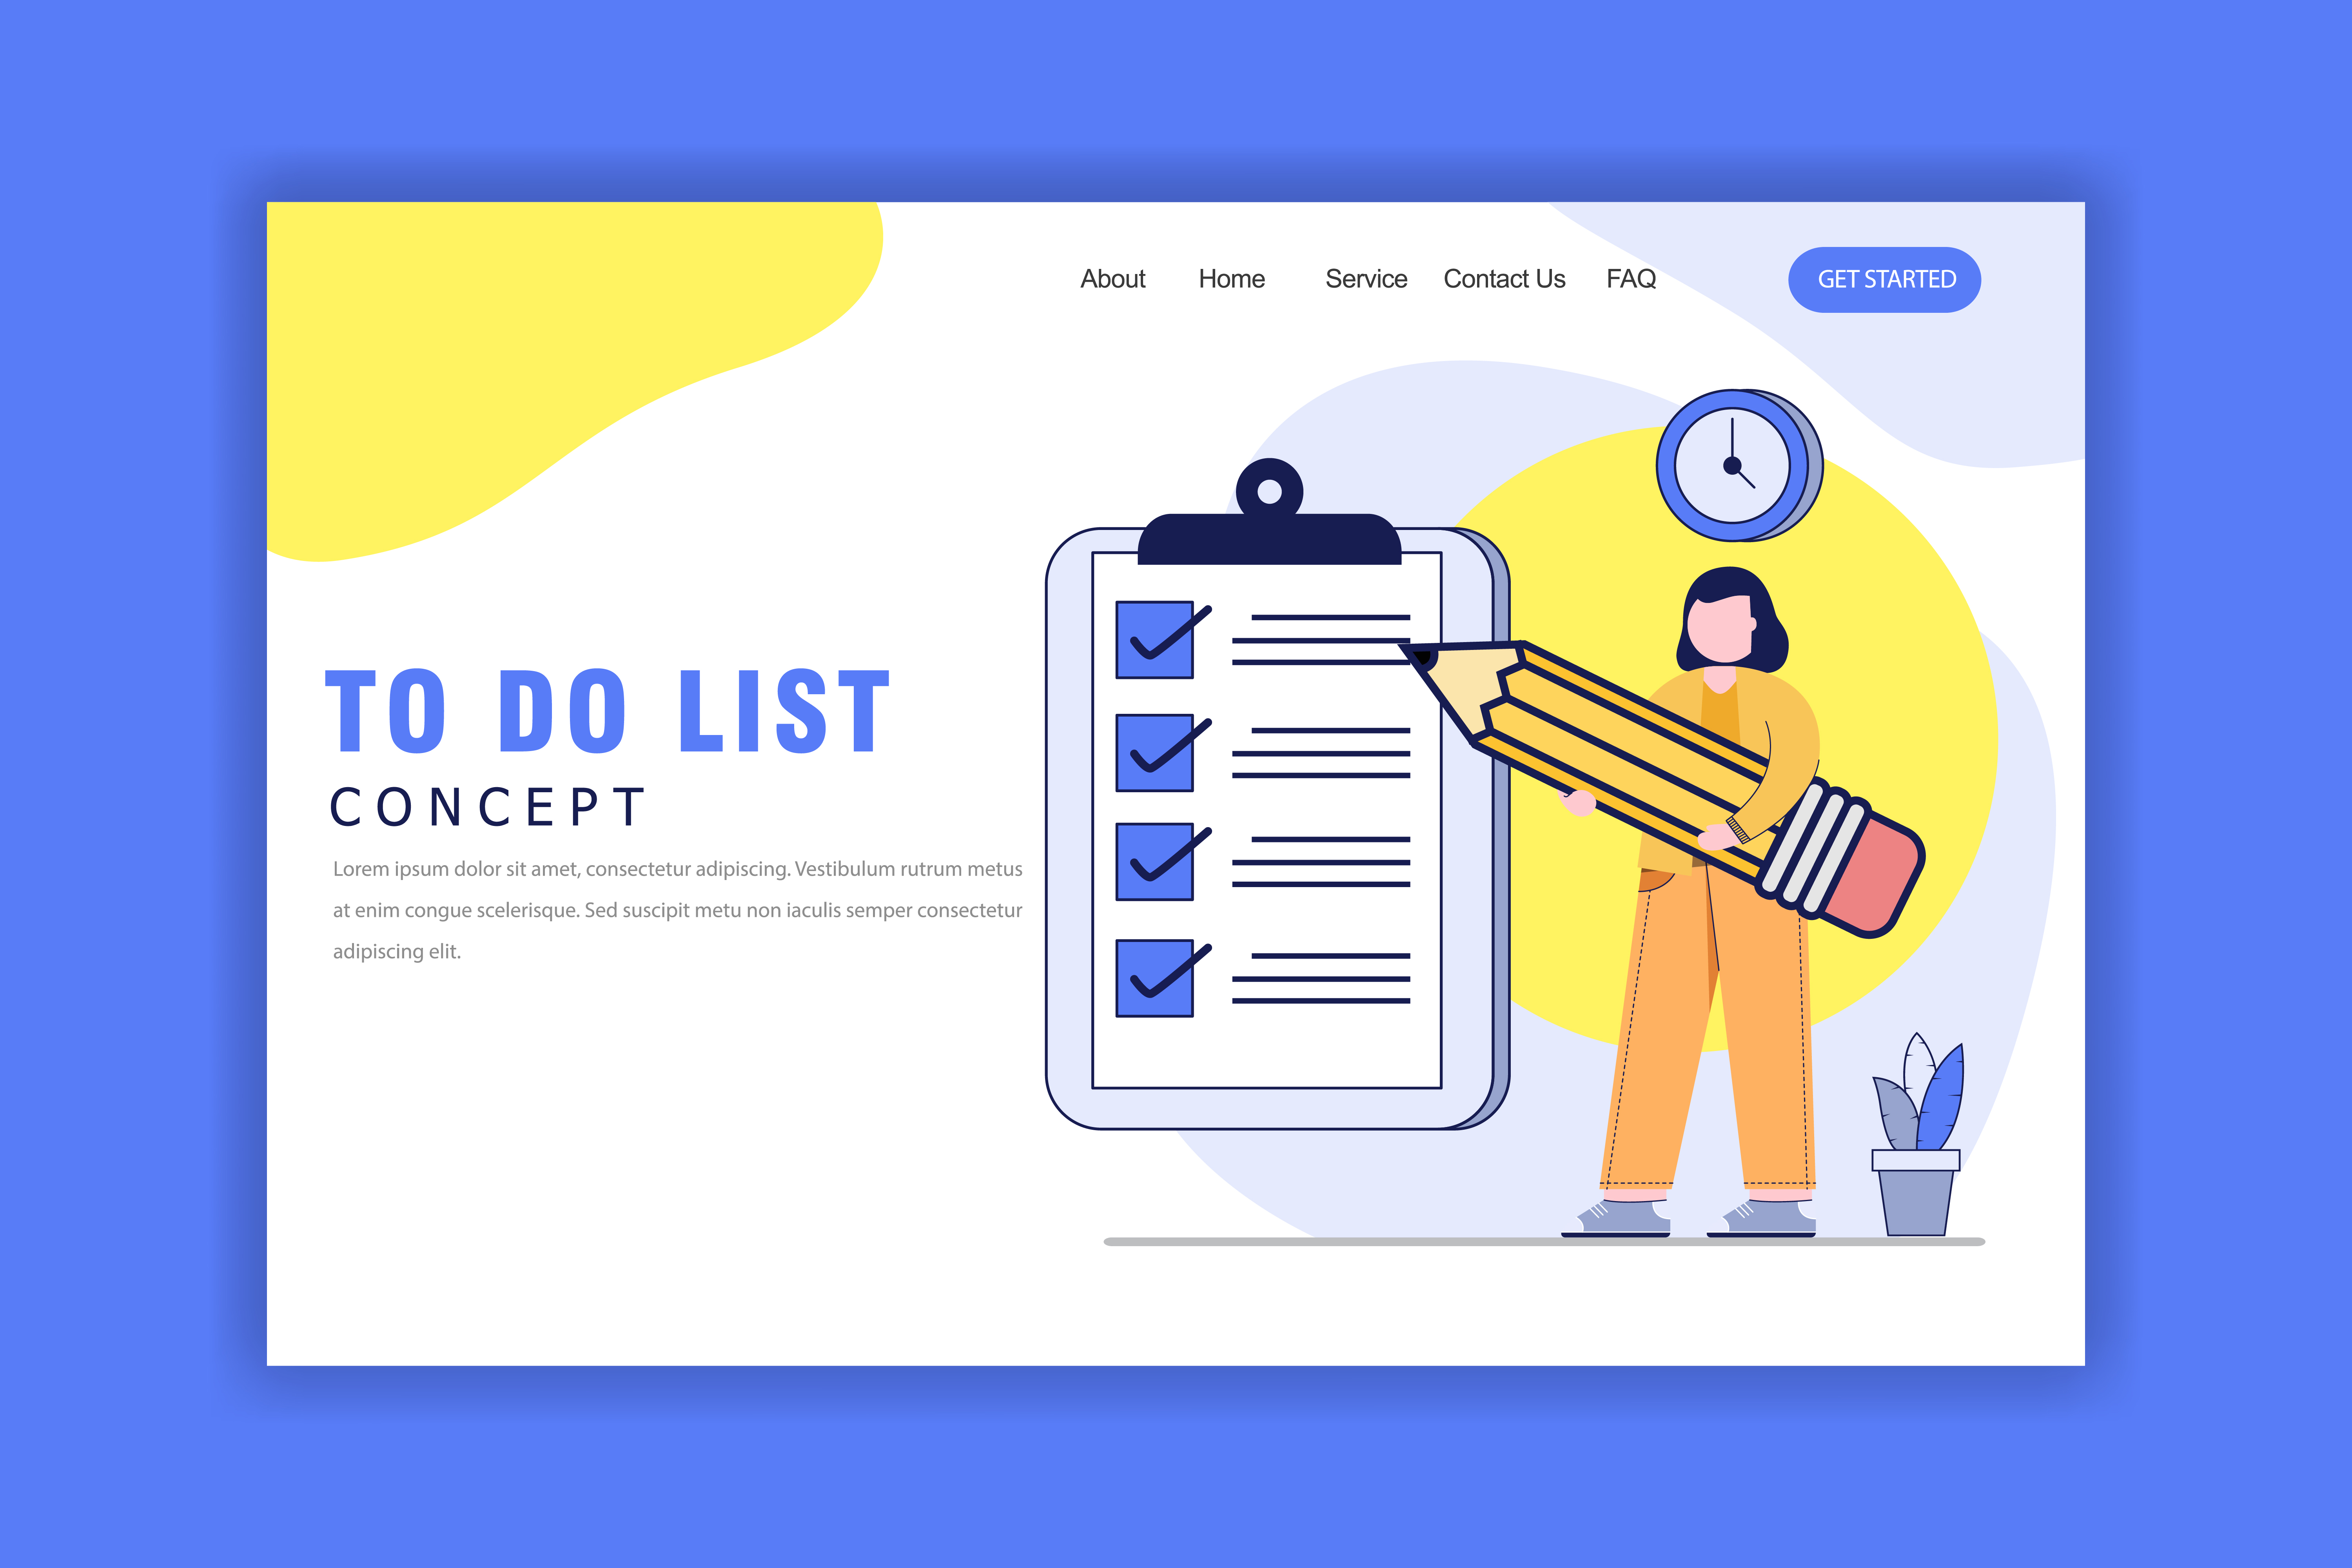 About Home Service Contact Us FAQ GET STARTED
TO DO LIST
CONCEPT
Lorem ipsum dolor sit amet, consectetur adipiscing. Vestibulum rutrum metus
at enim congue scelerisque. Sed suscipit metu non iaculis semper consectetur
adipiscing elit.